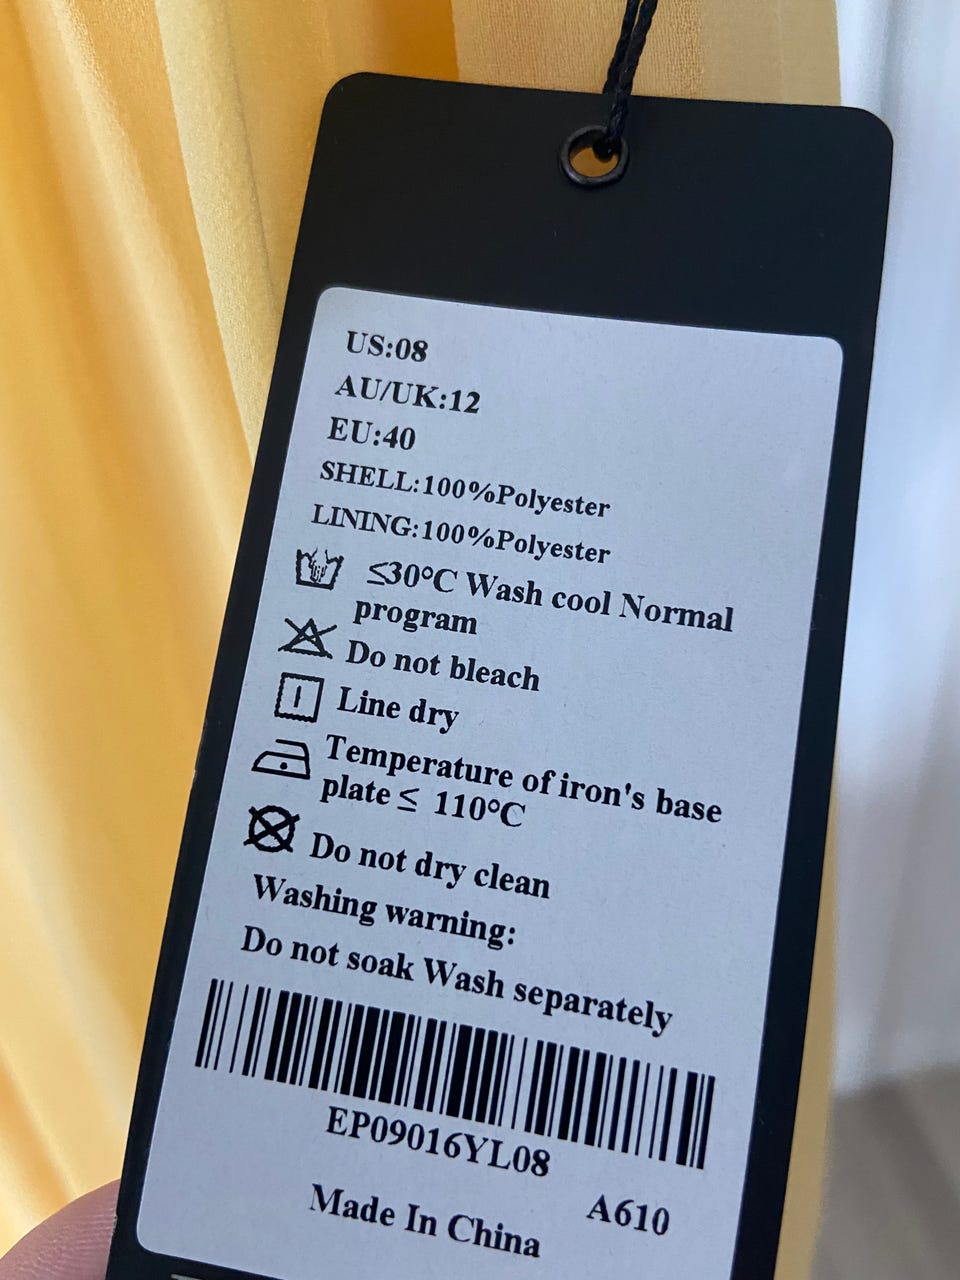 US:08
AU/UK:12
EU:40
SHELL:100%Polyester
LINING:100%Polyester
≤30°C Wash cool Normal
program
Do not bleach
Line dry
Temperature of iron's base
plate ≤ 110°C
Do not dry clean
Washing warning:
Do not soak Wash separately
EP09016YL08
A610
Made In China